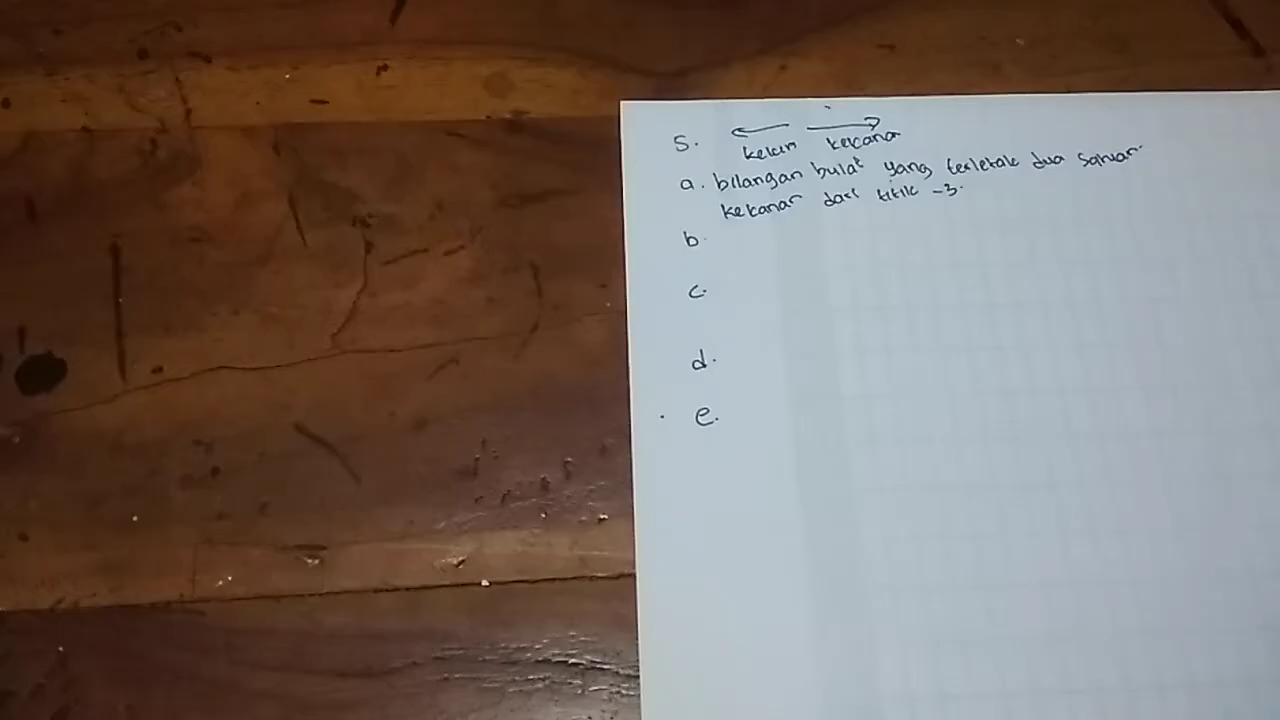 5. ← →
kekiri kekanan
a. bilangan bulat yang terletak dua satuan
kekanan dari titik -3.
b.
c.
d.
e.